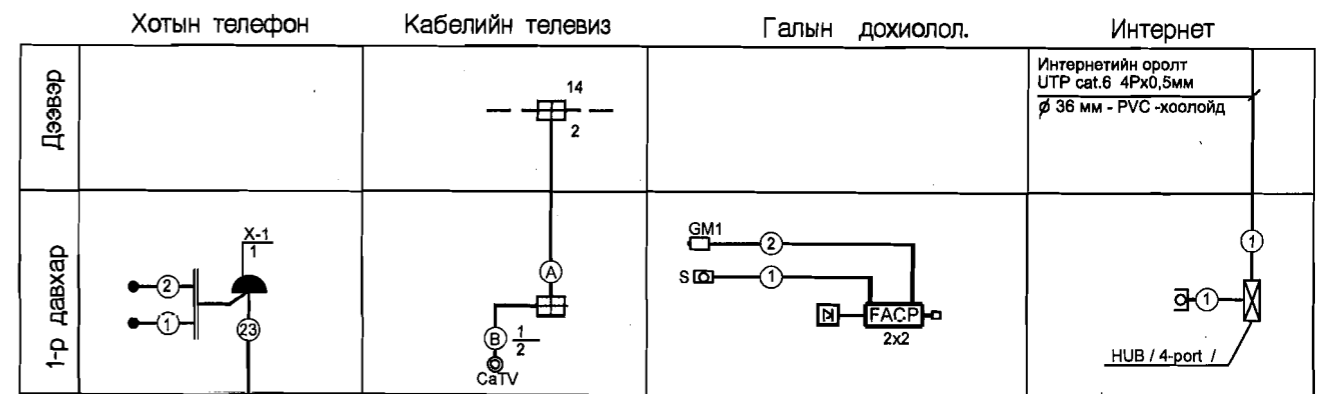 Хотын телефон
Кабелийн телевиз
Галын дохиолол.
Интернет
Дээвэр
14
2
Интернетийн оролт
UTP cat.6 4Px0,5мм
ø 36 мм - PVC -хоолойд
1-р давхар
X-1
1
2
1
23
A
B
1
2
CaTV
GM1
2
S
1
FACP
2x2
1
1
HUB / 4-port /